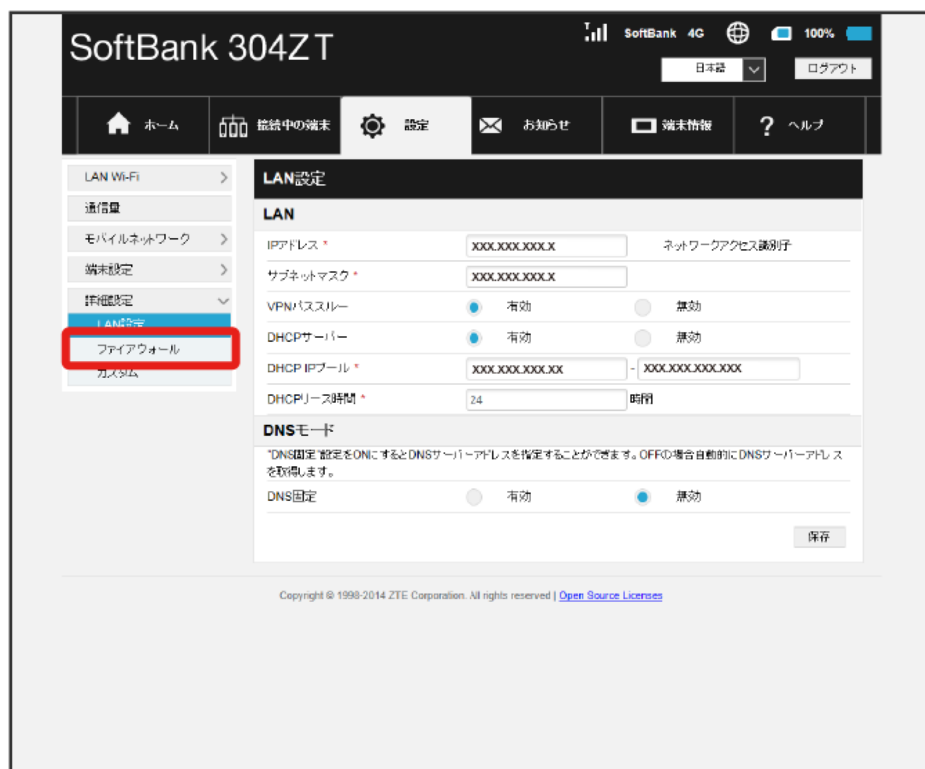 SoftBank 304ZT
SoftBank 4G 100%
日本語 ログアウト
ホーム 接続中の端末 設定 お知らせ 端末情報 ? ヘルプ
LAN Wi-Fi
通信量
モバイルネットワーク
端末設定
詳細設定
LAN設定
ファイアウォール
カスタム
LAN設定
LAN
IPアドレス * XXX.XXX.XXX.X ネットワークアクセス識別子
サブネットマスク * XXX.XXX.XXX.X
VPNパススルー 有効 無効
DHCPサーバー 有効 無効
DHCP IPプール * XXX.XXX.XXX.XX - XXX.XXX.XXX.XXX
DHCPリース時間 * 24 時間
DNSモード
"DNS固定"設定をONにするとDNSサーバーアドレスを指定することができます。OFFの場合自動的にDNSサーバーアドレス
を取得します。
DNS固定 有効 無効
保存
Copyright © 1998-2014 ZTE Corporation. All rights reserved | Open Source Licenses